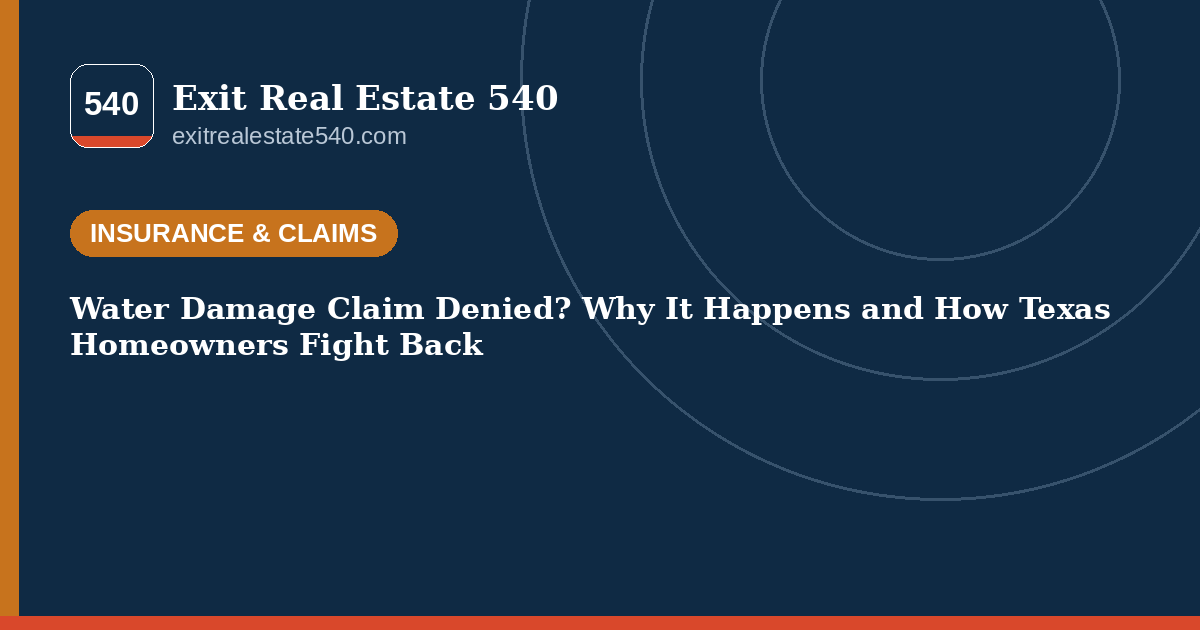 540
Exit Real Estate 540
exitrealestate540.com
INSURANCE & CLAIMS
Water Damage Claim Denied? Why It Happens and How Texas
Homeowners Fight Back